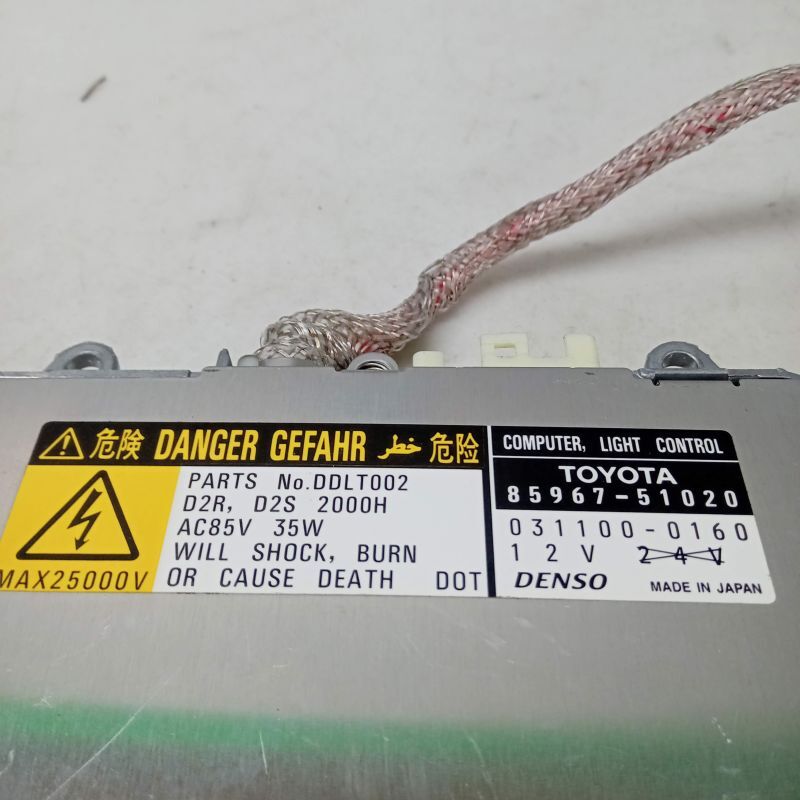 危険 DANGER GEFAHR خطر 危险
PARTS No.DDLT002
D2R, D2S 2000H
AC85V 35W
WILL SHOCK, BURN
OR CAUSE DEATH DOT
MAX25000V
COMPUTER, LIGHT CONTROL
TOYOTA
85967-51020
031100-0160
12V 24V
DENSO MADE IN JAPAN